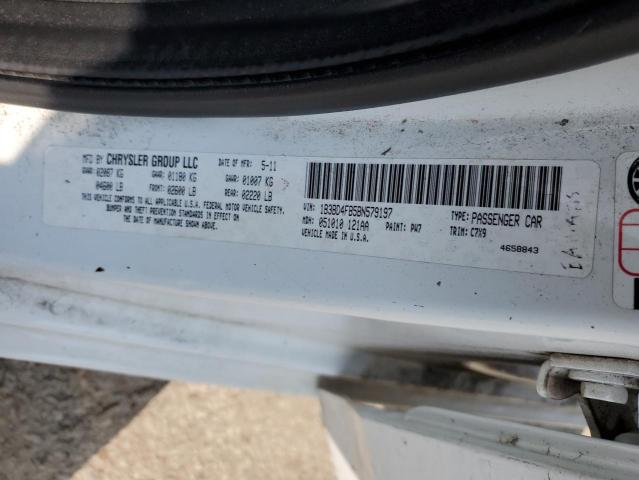 MFD BY CHRYSLER GROUP LLC DATE OF MFR: 5-11
GVWR: 02087 KG GAWR: 01180 KG GAWR: 01007 KG
04600 LB FRONT: 02600 LB REAR: 02220 LB
THIS VEHICLE CONFORMS TO ALL APPLICABLE U.S.A. FEDERAL MOTOR VEHICLE SAFETY,
BUMPER AND THEFT PREVENTION STANDARDS IN EFFECT ON
THE DATE OF MANUFACTURE SHOWN ABOVE.
VIN: 1B3BD4FB5BN579197 TYPE: PASSENGER CAR
MDH: 051010 121AA PAINT: PW7 TRIM: C7X9
VEHICLE MADE IN U.S.A. 4658843